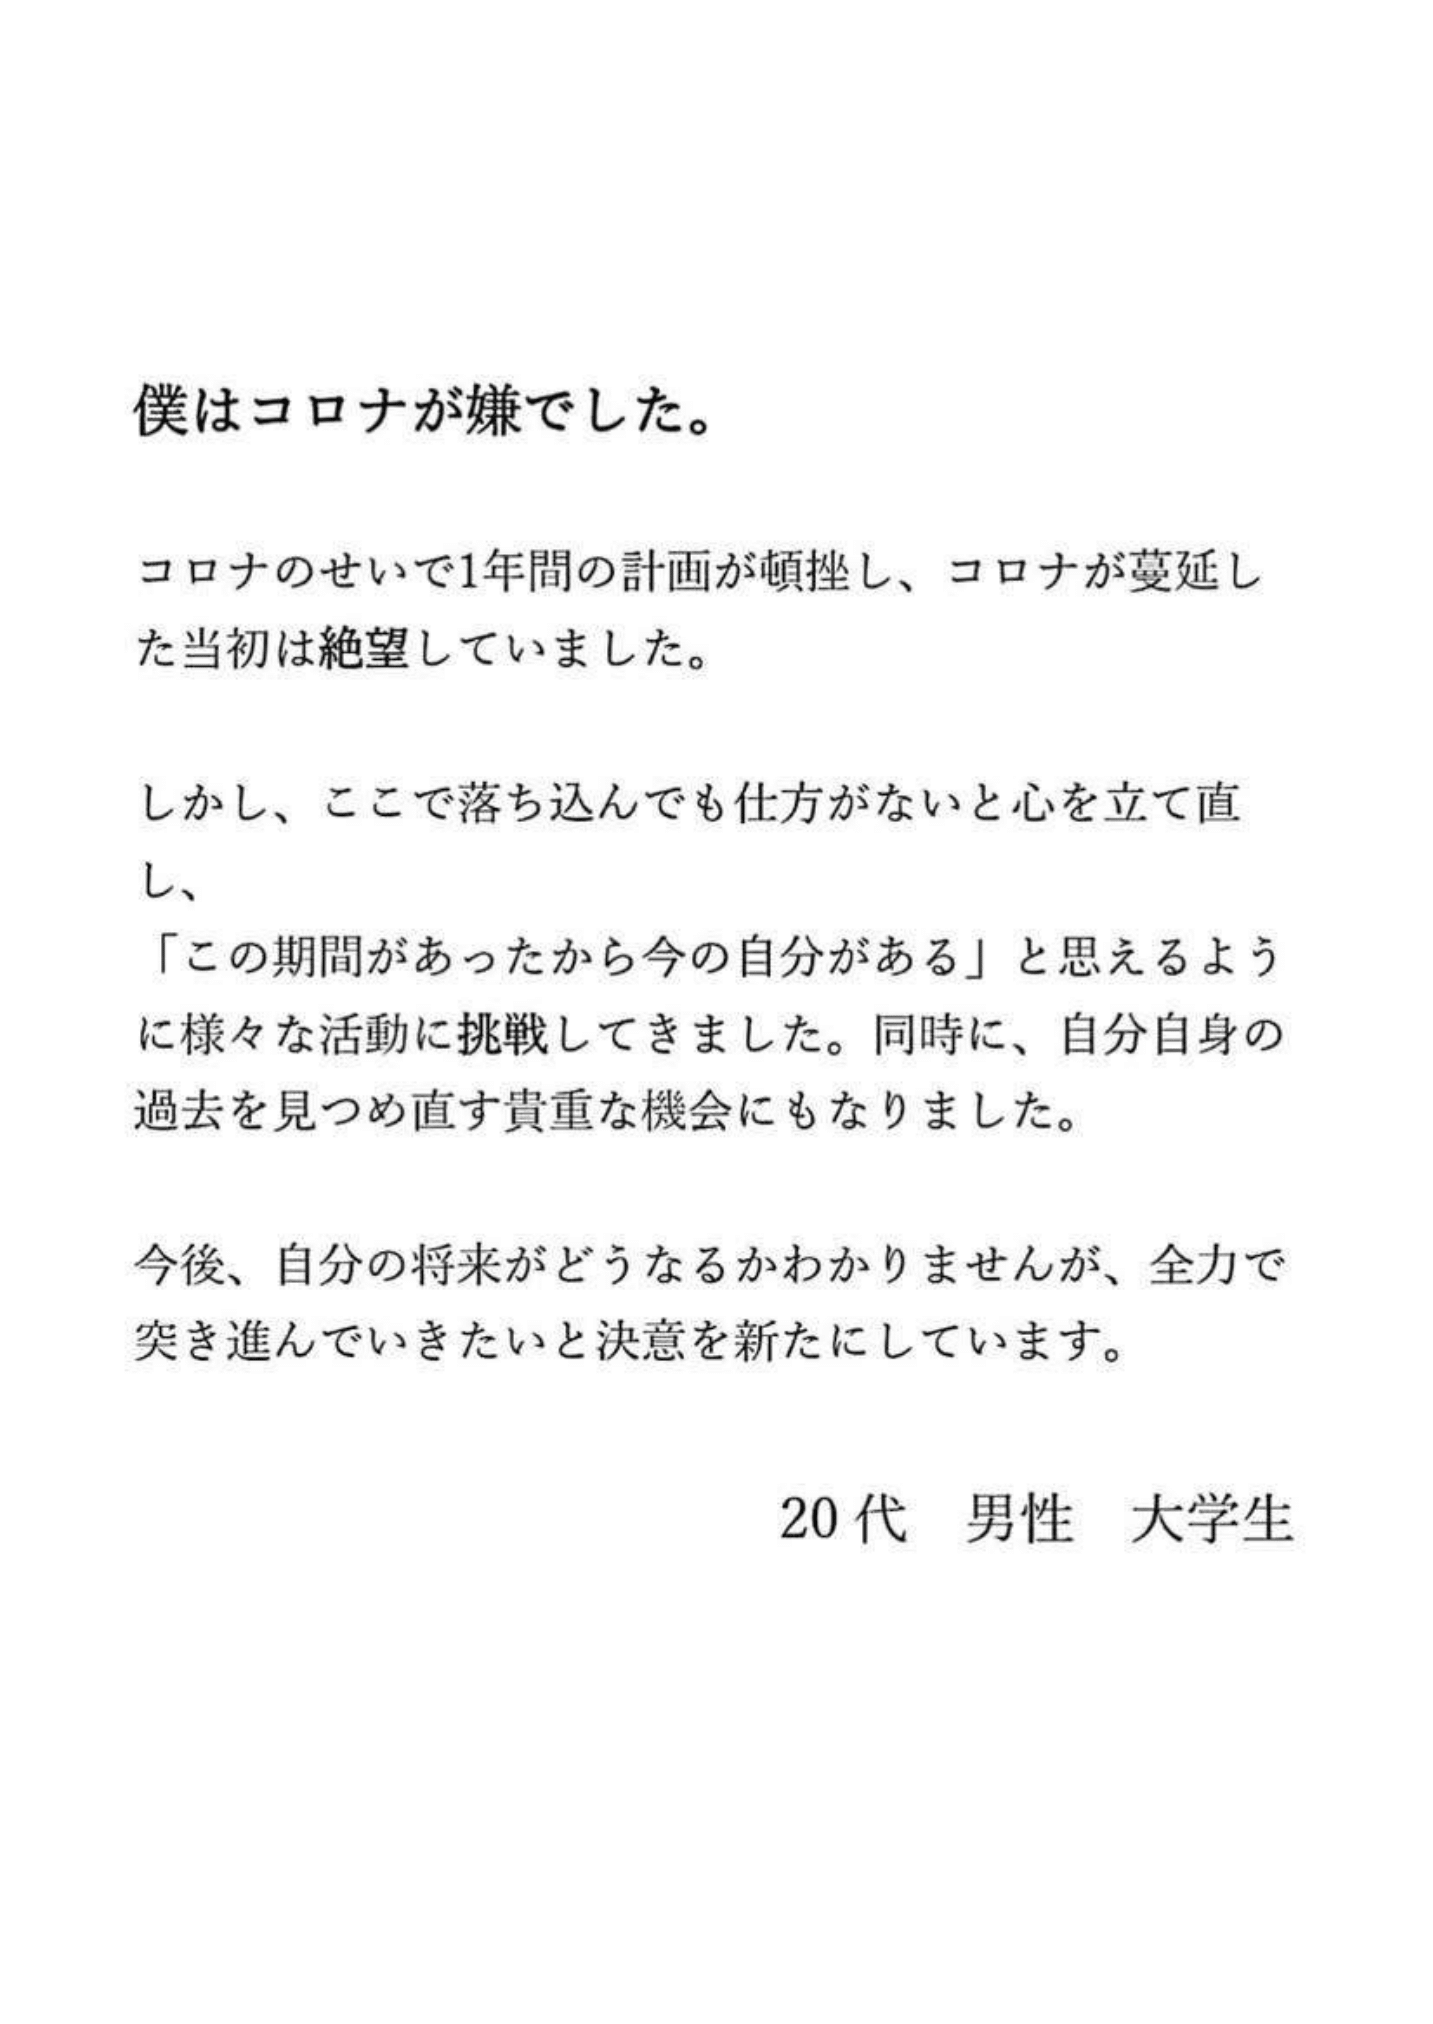 僕はコロナが嫌でした。
コロナのせいで1年間の計画が頓挫し、コロナが蔓延し
た当初は絶望していました。
しかし、ここで落ち込んでも仕方がないと心を立て直
し、
「この期間があったから今の自分がある」と思えるよう
に様々な活動に挑戦してきました。同時に、自分自身の
過去を見つめ直す貴重な機会にもなりました。
今後、自分の将来がどうなるかわかりませんが、全力で
突き進んでいきたいと決意を新たにしています。
20代　男性　大学生